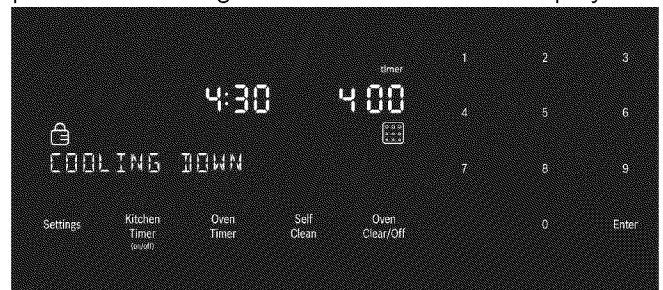 timer
4:30 400
COOLING DOWN
Settings
Kitchen
Timer
(on/off)
Oven
Timer
Self
Clean
Oven
Clear/Off
1 2 3
4 5 6
7 8 9
0 Enter